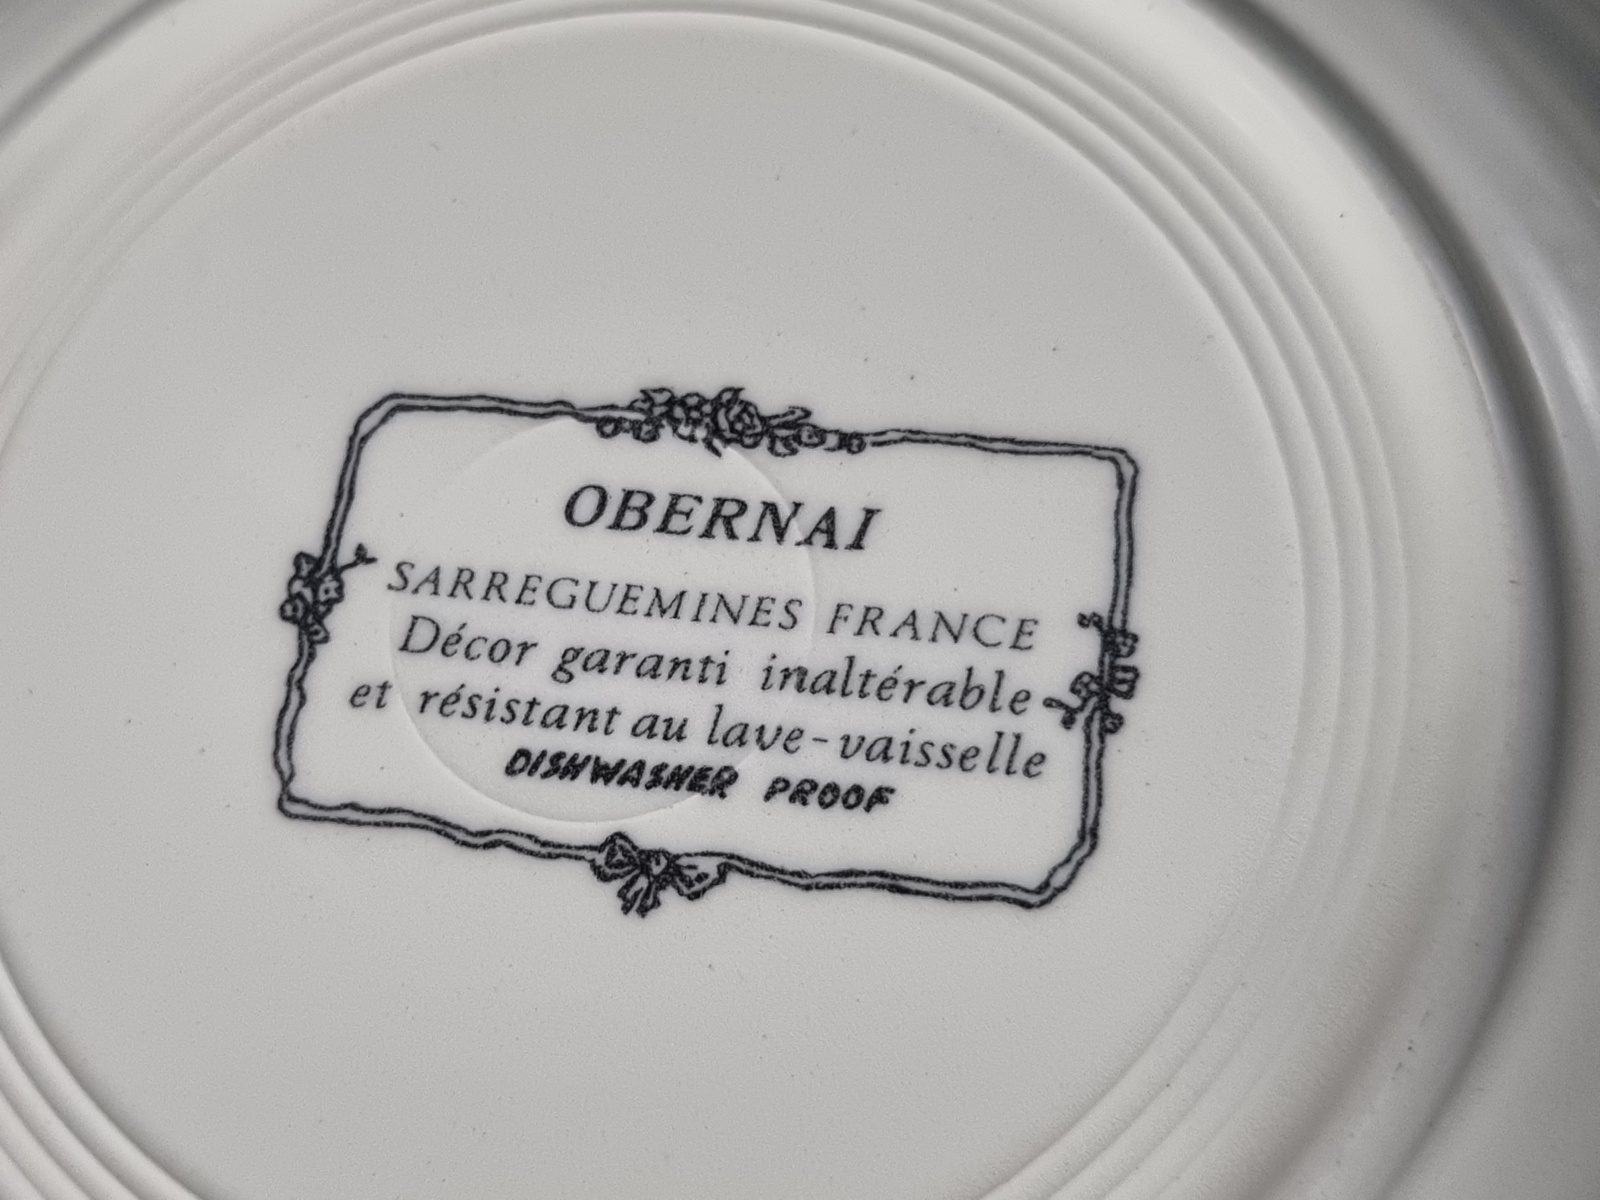 OBERNAI
SARREGUEMINES FRANCE
Décor garanti inaltérable
et résistant au lave-vaisselle
DISHWASHER PROOF